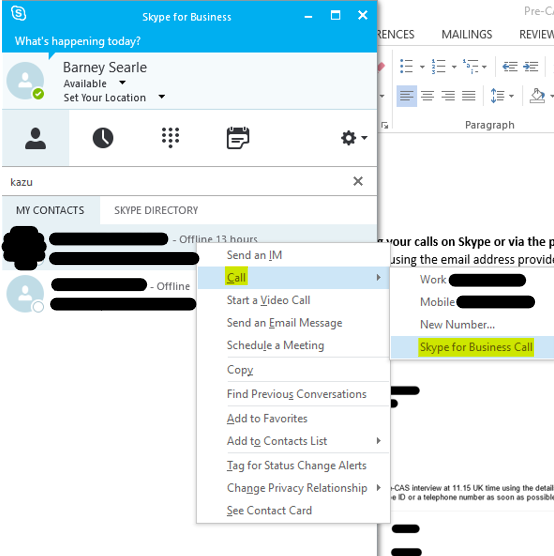 Skype for Business
What's happening today?
Barney Searle
Available
Set Your Location
kazu
MY CONTACTS
SKYPE DIRECTORY
- Offline 13 hours
- Offline
Send an IM
Call
Start a Video Call
Send an Email Message
Schedule a Meeting
Copy
Find Previous Conversations
Add to Favorites
Add to Contacts List
Tag for Status Change Alerts
Change Privacy Relationship
See Contact Card
Work
Mobile
New Number...
Skype for Business Call
Pre-CA
RENCES
MAILINGS
REVIEW
Paragraph
g your calls on Skype or via the p
using the email address provide
-CAS interview at 11.15 UK time using the detail
e ID or a telephone number as soon as possible